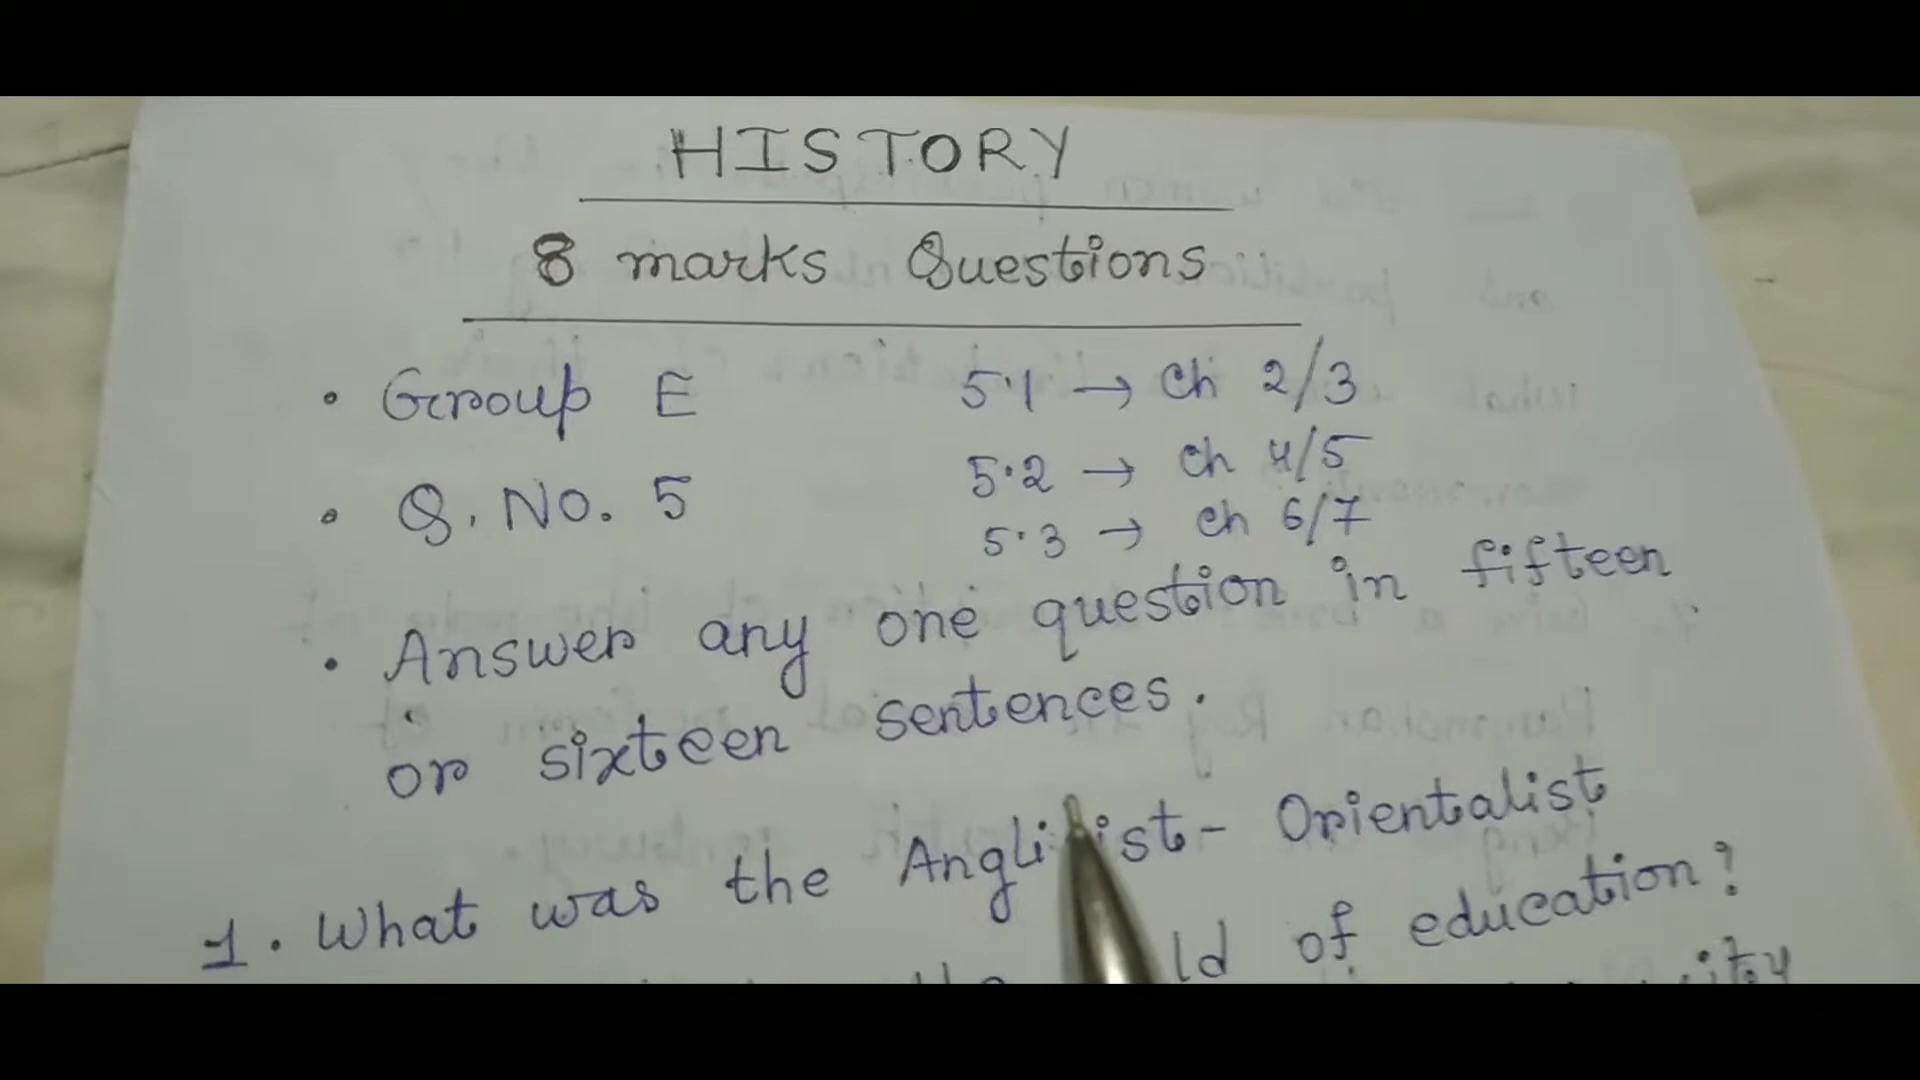 HISTORY
8 marks Questions
• Group E
5.1 → Ch 2/3
• Q. No. 5
5.2 → Ch 4/5
5.3 → Ch 6/7
• Answer any one question in fifteen
or sixteen sentences.
1. What was the Orientalist
of education?